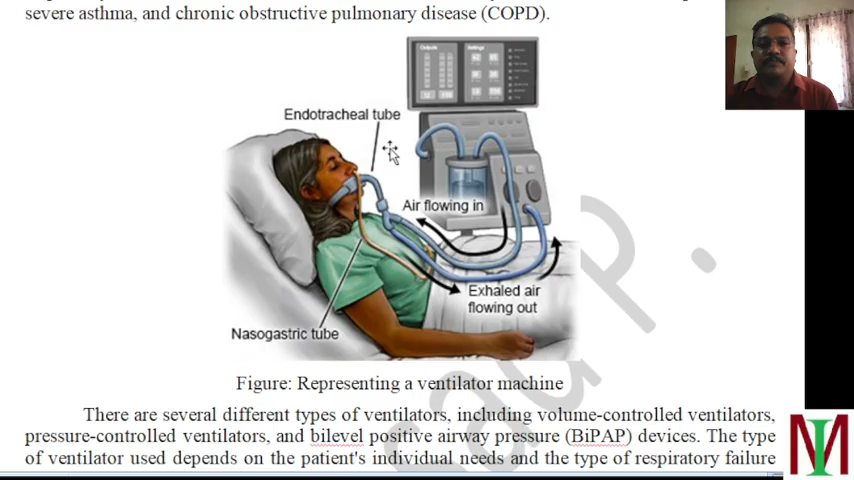 severe asthma, and chronic obstructive pulmonary disease (COPD).
Outputs
Settings
Endotracheal tube
Air flowing in
Exhaled air
flowing out
Nasogastric tube
Figure: Representing a ventilator machine
There are several different types of ventilators, including volume-controlled ventilators,
pressure-controlled ventilators, and bilevel positive airway pressure (BiPAP) devices. The type
of ventilator used depends on the patient's individual needs and the type of respiratory failure